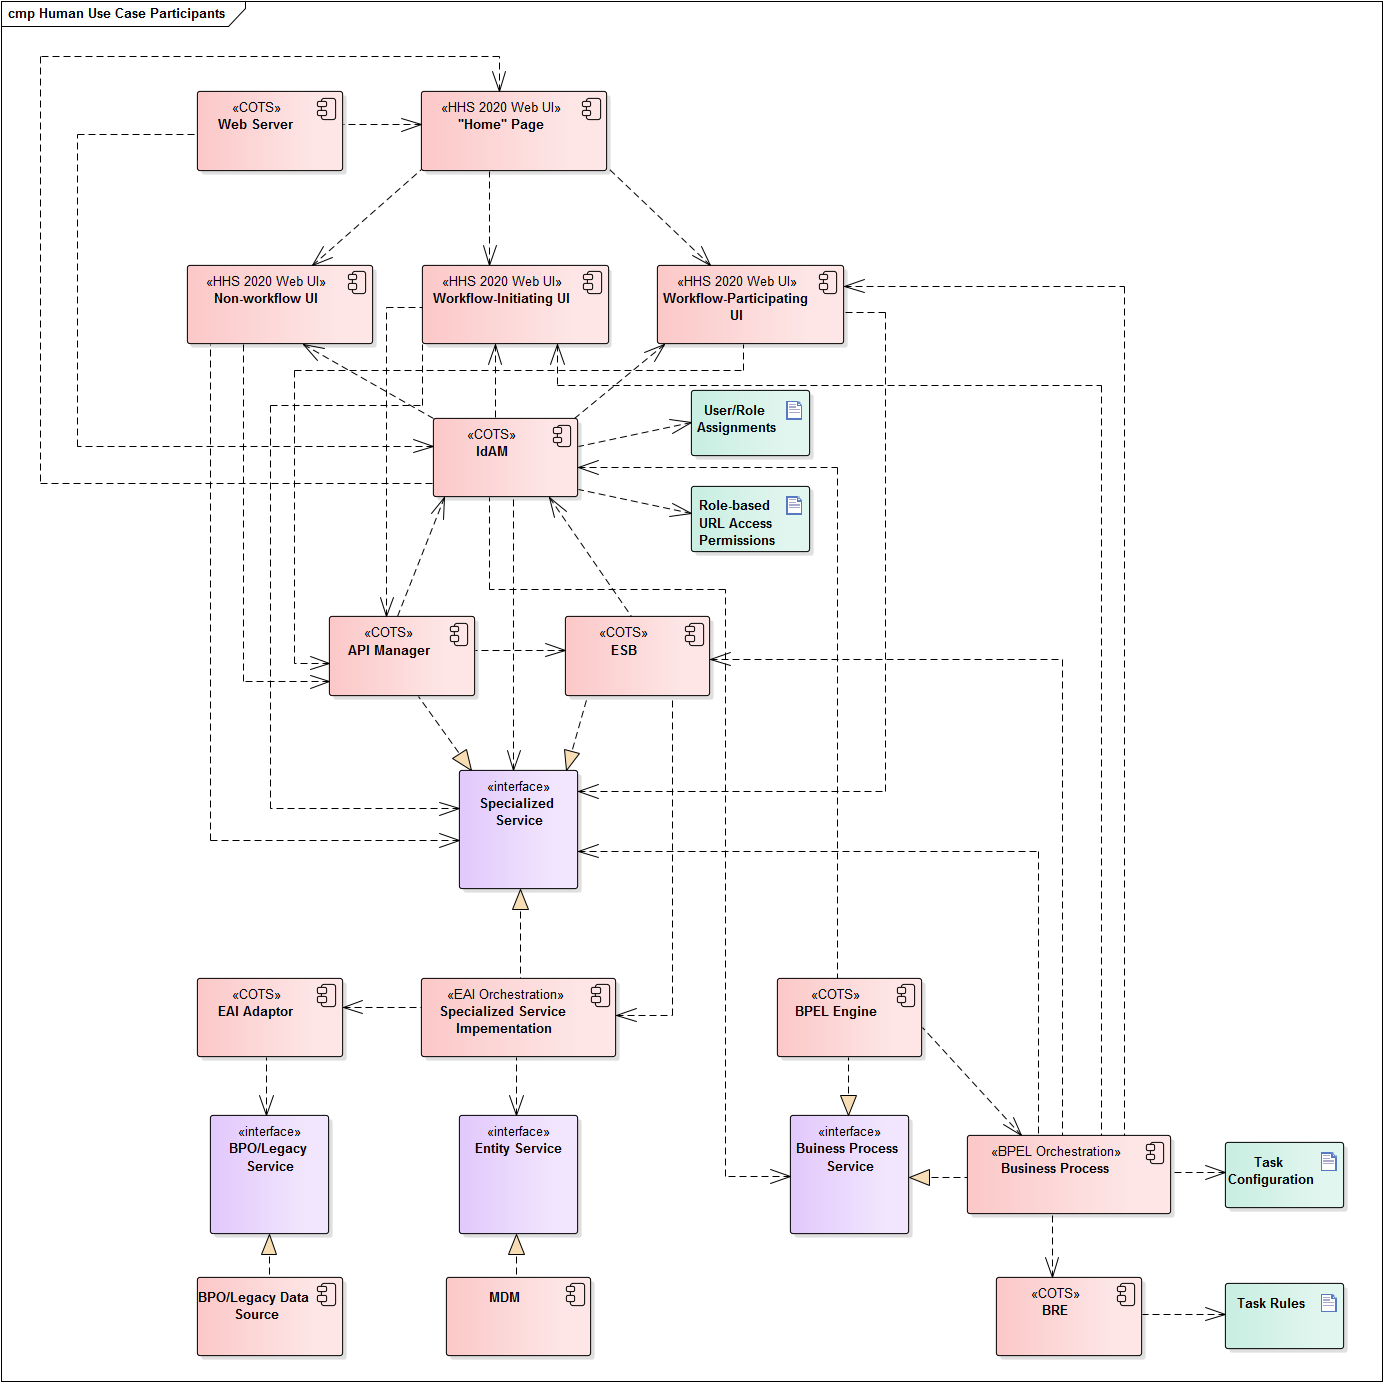 cmp Human Use Case Participants
«COTS»
Web Server
«HHS 2020 Web UI»
"Home" Page
«HHS 2020 Web UI»
Non-workflow UI
«HHS 2020 Web UI»
Workflow-Initiating UI
«HHS 2020 Web UI»
Workflow-Participating
UI
User/Role
Assignments
«COTS»
IdAM
Role-based
URL Access
Permissions
«COTS»
API Manager
«COTS»
ESB
«interface»
Specialized
Service
«COTS»
EAI Adaptor
«EAI Orchestration»
Specialized Service
Impementation
«COTS»
BPEL Engine
«interface»
BPO/Legacy
Service
«interface»
Entity Service
«interface»
Buiness Process
Service
«BPEL Orchestration»
Business Process
Task
Configuration
BPO/Legacy Data
Source
MDM
«COTS»
BRE
Task Rules